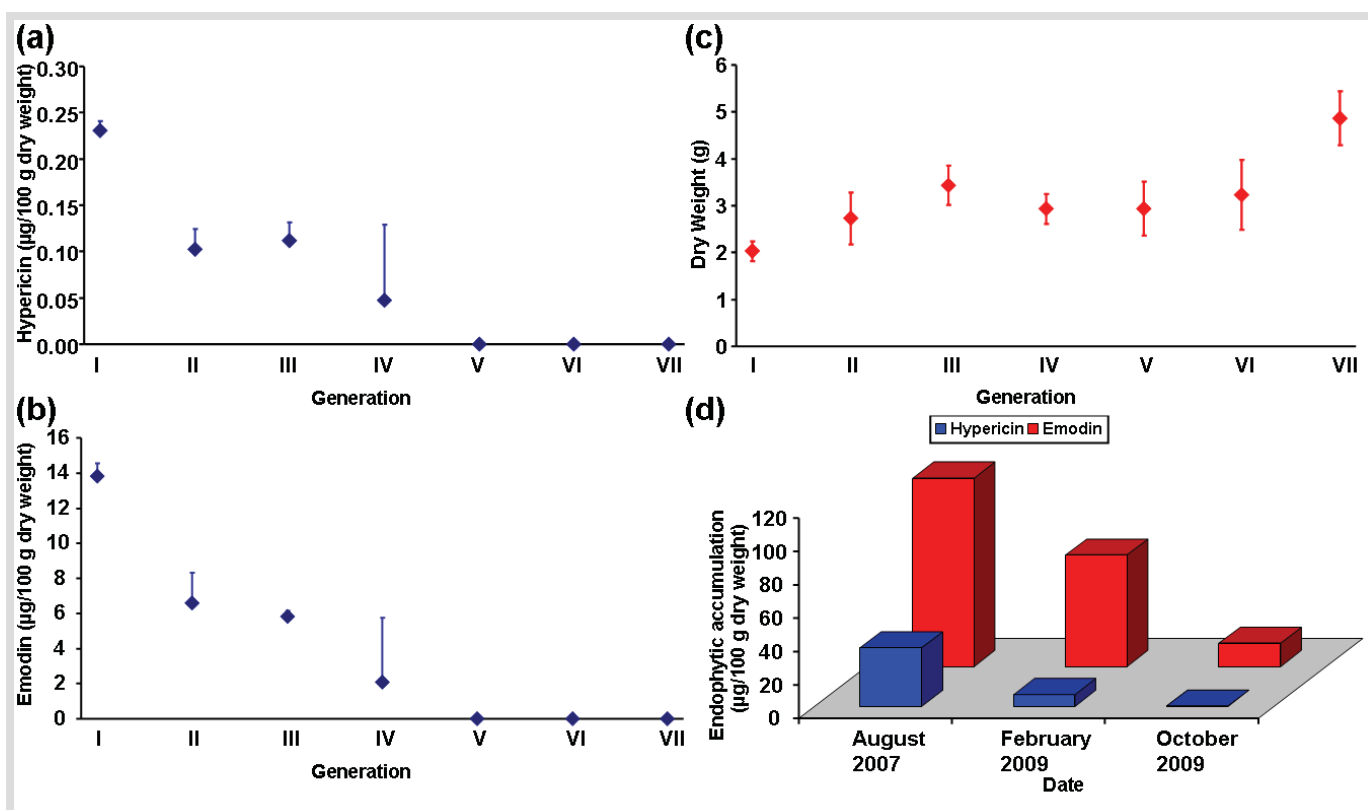 (a)
Hypericin (µg/100 g dry weight)
0.30
0.25
0.20
0.15
0.10
0.05
0.00
I II III IV V VI VII
Generation
(b)
Emodin (µg/100 g dry weight)
16
14
12
10
8
6
4
2
0
I II III IV V VI VII
Generation
(c)
Dry Weight (g)
6
5
4
3
2
1
0
I II III IV V VI VII
Generation
(d)
Hypericin Emodin
Endophytic accumulation
(µg/100 g dry weight)
120
100
80
60
40
20
0
August February October
2007 2009 2009
Date